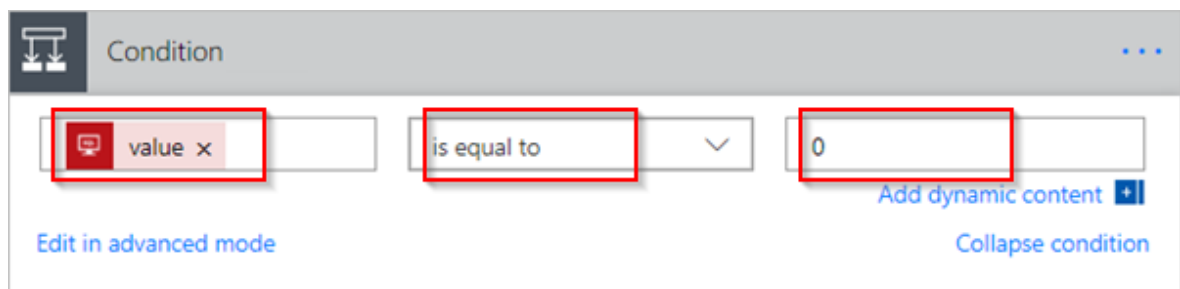 Condition
value × is equal to 0
Add dynamic content
Edit in advanced mode Collapse condition